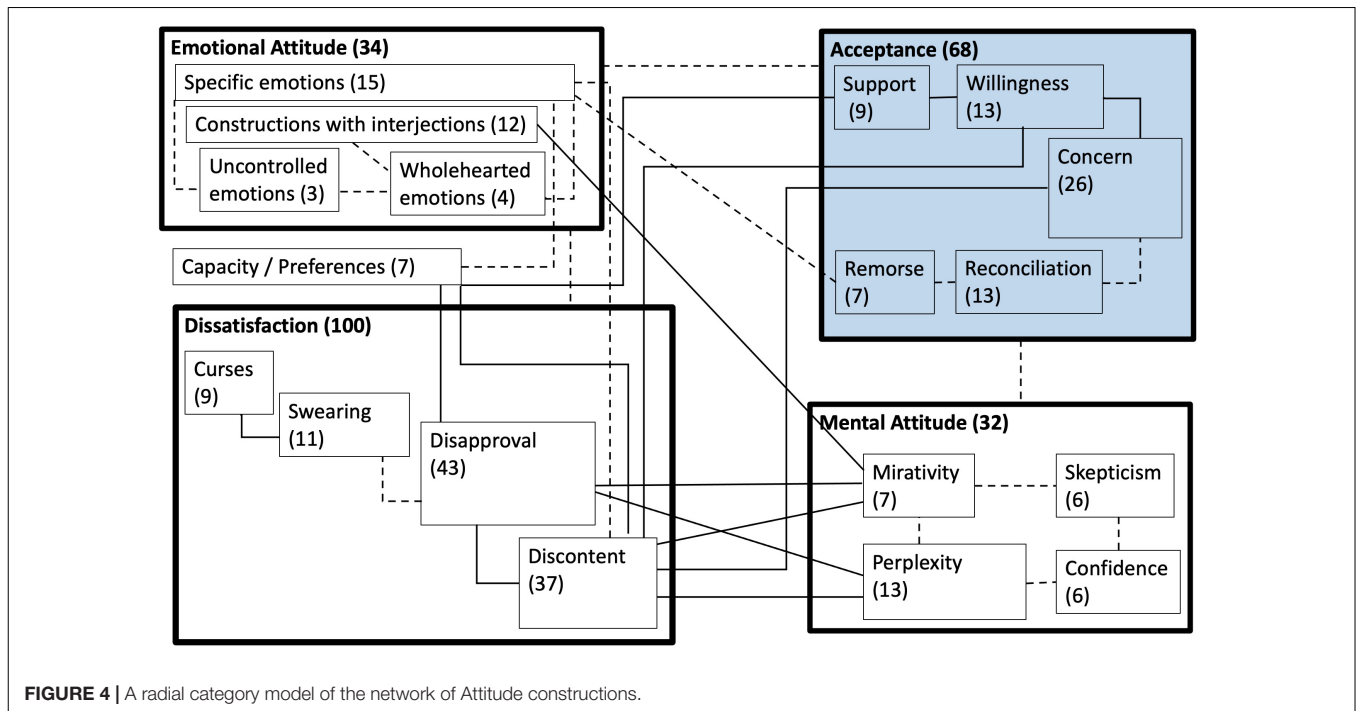 Emotional Attitude (34)
Specific emotions (15)
Constructions with interjections (12)
Uncontrolled
emotions (3)
Wholehearted
emotions (4)
Capacity / Preferences (7)
Dissatisfaction (100)
Curses
(9)
Swearing
(11)
Disapproval
(43)
Discontent
(37)
Acceptance (68)
Support
(9)
Willingness
(13)
Concern
(26)
Remorse
(7)
Reconciliation
(13)
Mental Attitude (32)
Mirativity
(7)
Skepticism
(6)
Perplexity
(13)
Confidence
(6)
FIGURE 4 | A radial category model of the network of Attitude constructions.